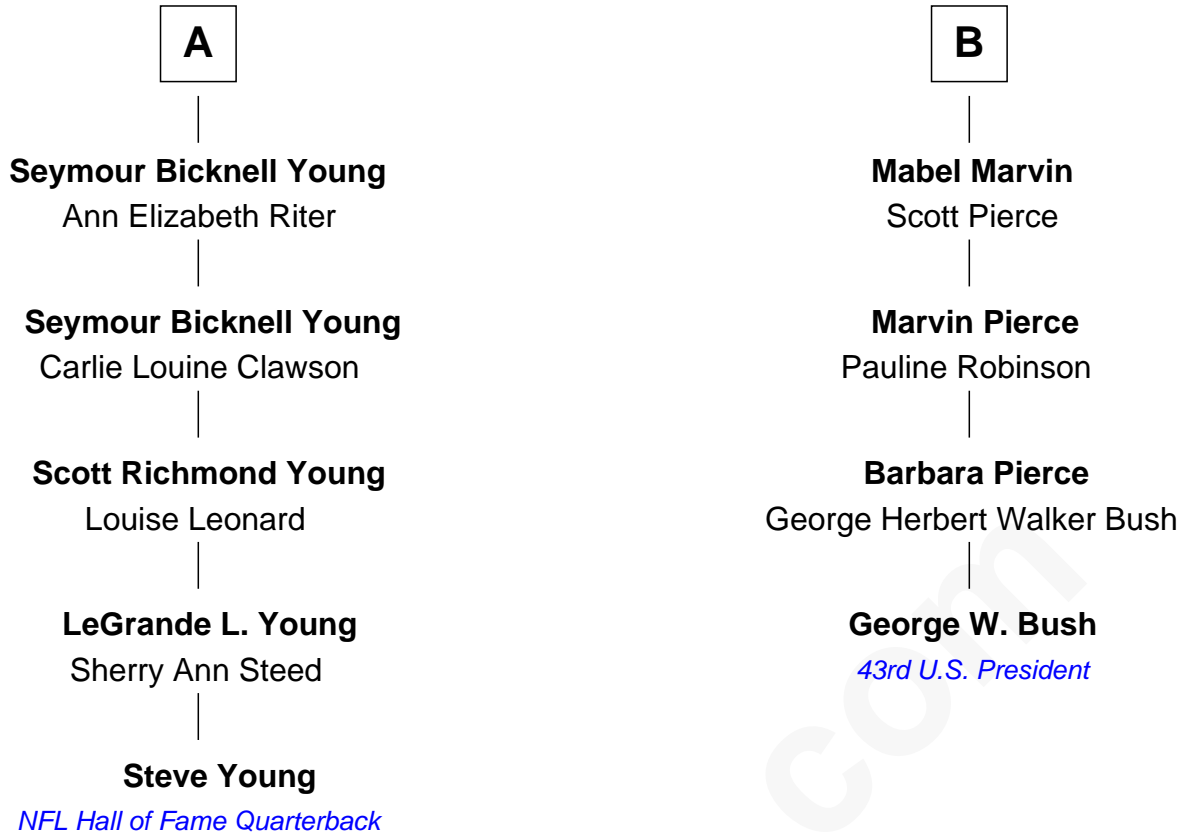 A
Seymour Bicknell Young
Ann Elizabeth Riter
Seymour Bicknell Young
Carlie Louine Clawson
Scott Richmond Young
Louise Leonard
LeGrande L. Young
Sherry Ann Steed
Steve Young
NFL Hall of Fame Quarterback
B
Mabel Marvin
Scott Pierce
Marvin Pierce
Pauline Robinson
Barbara Pierce
George Herbert Walker Bush
George W. Bush
43rd U.S. President
com